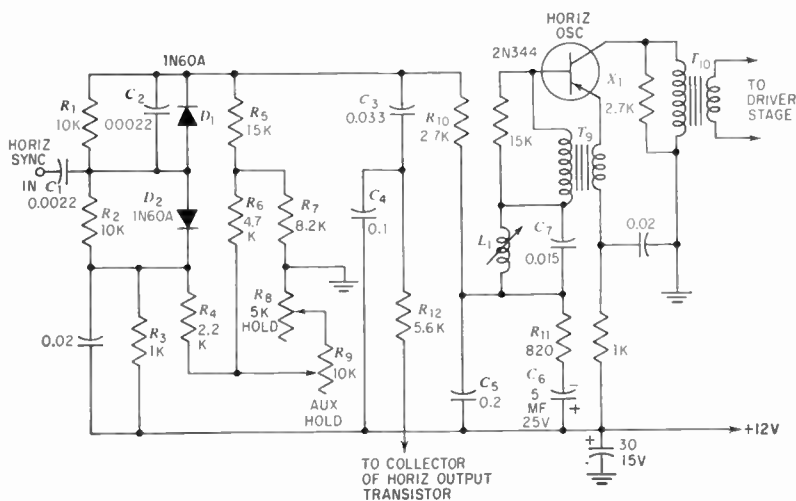 HORIZ
OSC
2N344
1N60A
R1
10K
C2
00022
D1
R5
15K
C3
0.033
R10
2.7K
15K
X1
2.7K
T9
T10
TO
DRIVER
STAGE
HORIZ
SYNC
IN
C1
0.0022
R2
10K
D2
1N60A
R6
4.7
K
R7
8.2K
C4
0.1
L1
C7
0.015
0.02
0.02
R3
1K
R4
2.2
K
R8
5K
HOLD
R9
10K
AUX
HOLD
R12
5.6K
C5
0.2
R11
820
C6
5
MF
25V
-
+
1K
+12V
+
-
30
15V
TO COLLECTOR
OF HORIZ OUTPUT
TRANSISTOR